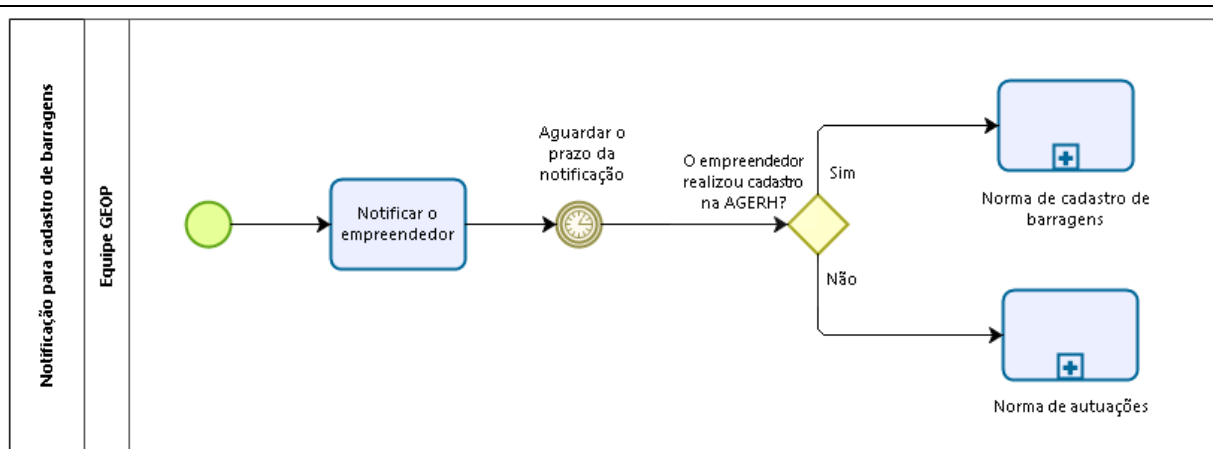 Notificação para cadastro de barragens
Equipe GEOP
Notificar o
empreendedor
Aguardar o
prazo da
notificação
O empreendedor
realizou cadastro
na AGERH?
Sim
Não
Norma de cadastro de
barragens
Norma de autuações